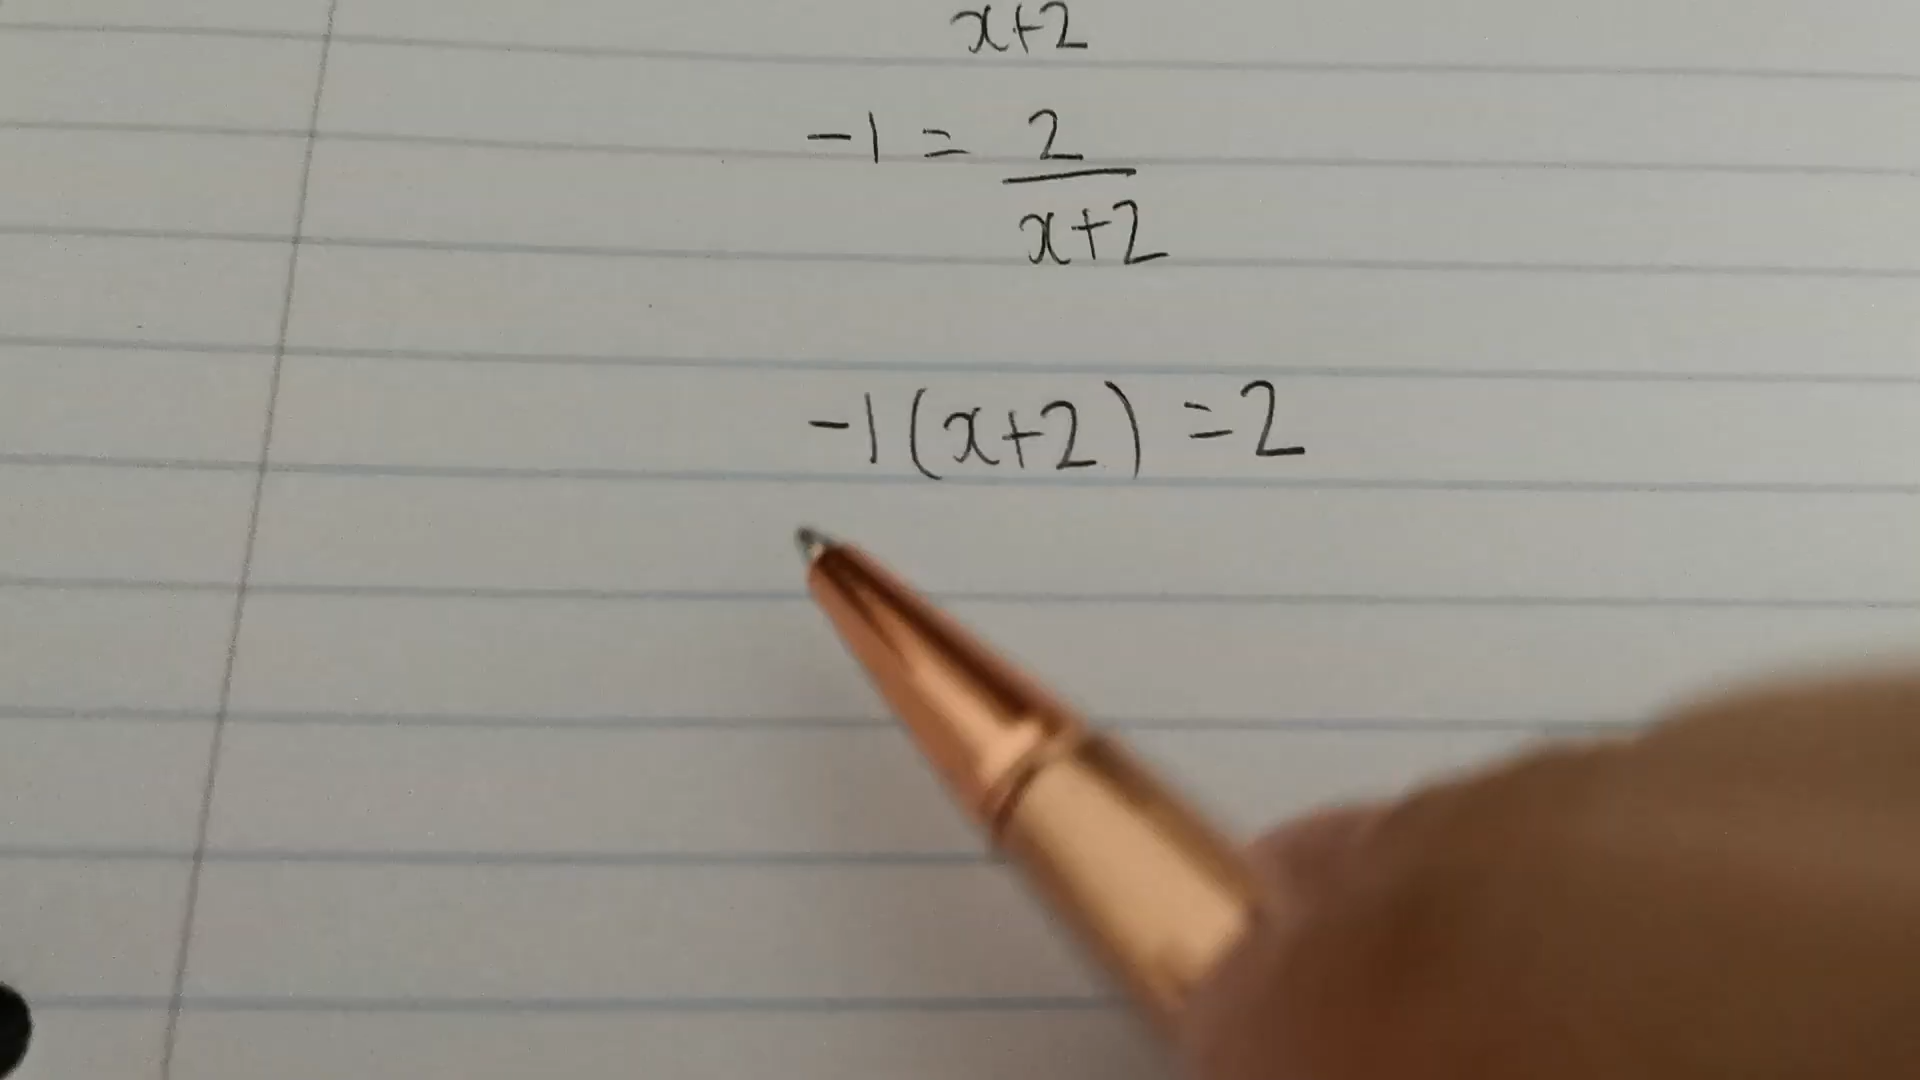 x+2
-1 = 2
x+2
-1(x+2) =2